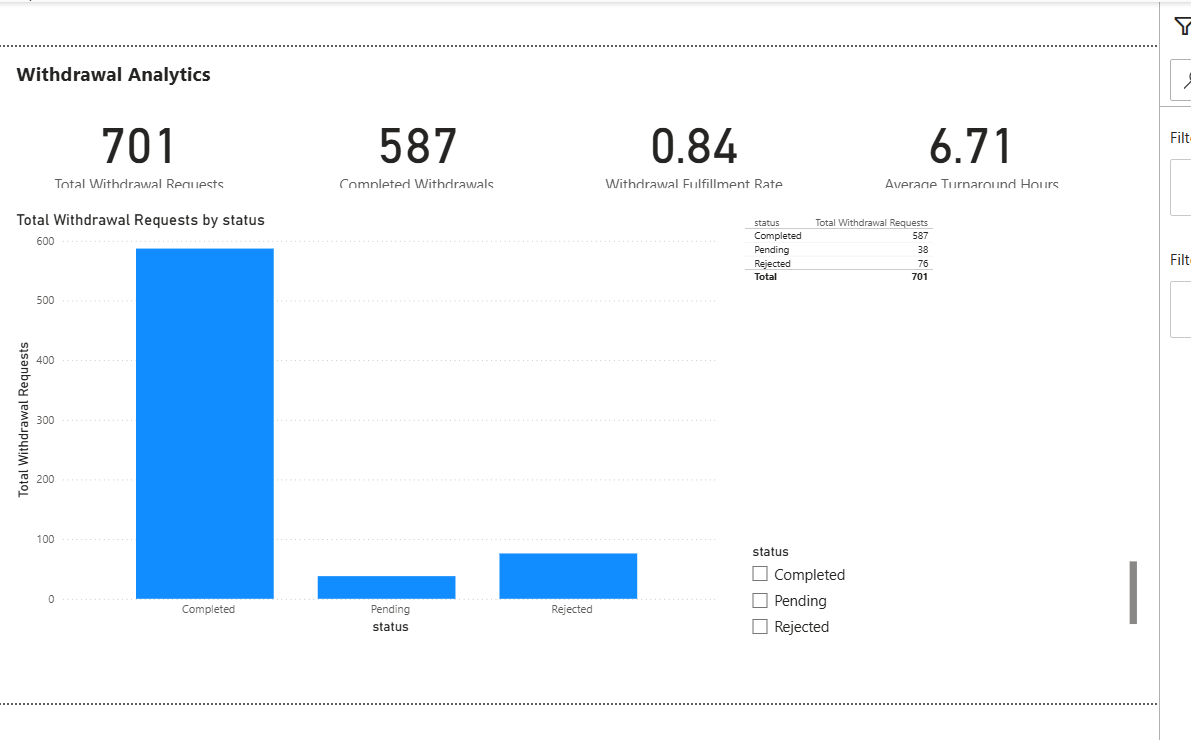 Withdrawal Analytics
701
587
0.84
6.71
Total Withdrawal Requests
Completed Withdrawals
Withdrawal Fulfillment Rate
Average Turnaround Hours
Total Withdrawal Requests by status
Total Withdrawal Requests
600
500
400
300
200
100
0
Completed
Pending
Rejected
status
status Total Withdrawal Requests
Completed 587
Pending 38
Rejected 76
Total 701
status
Completed
Pending
Rejected
Filt
Filt